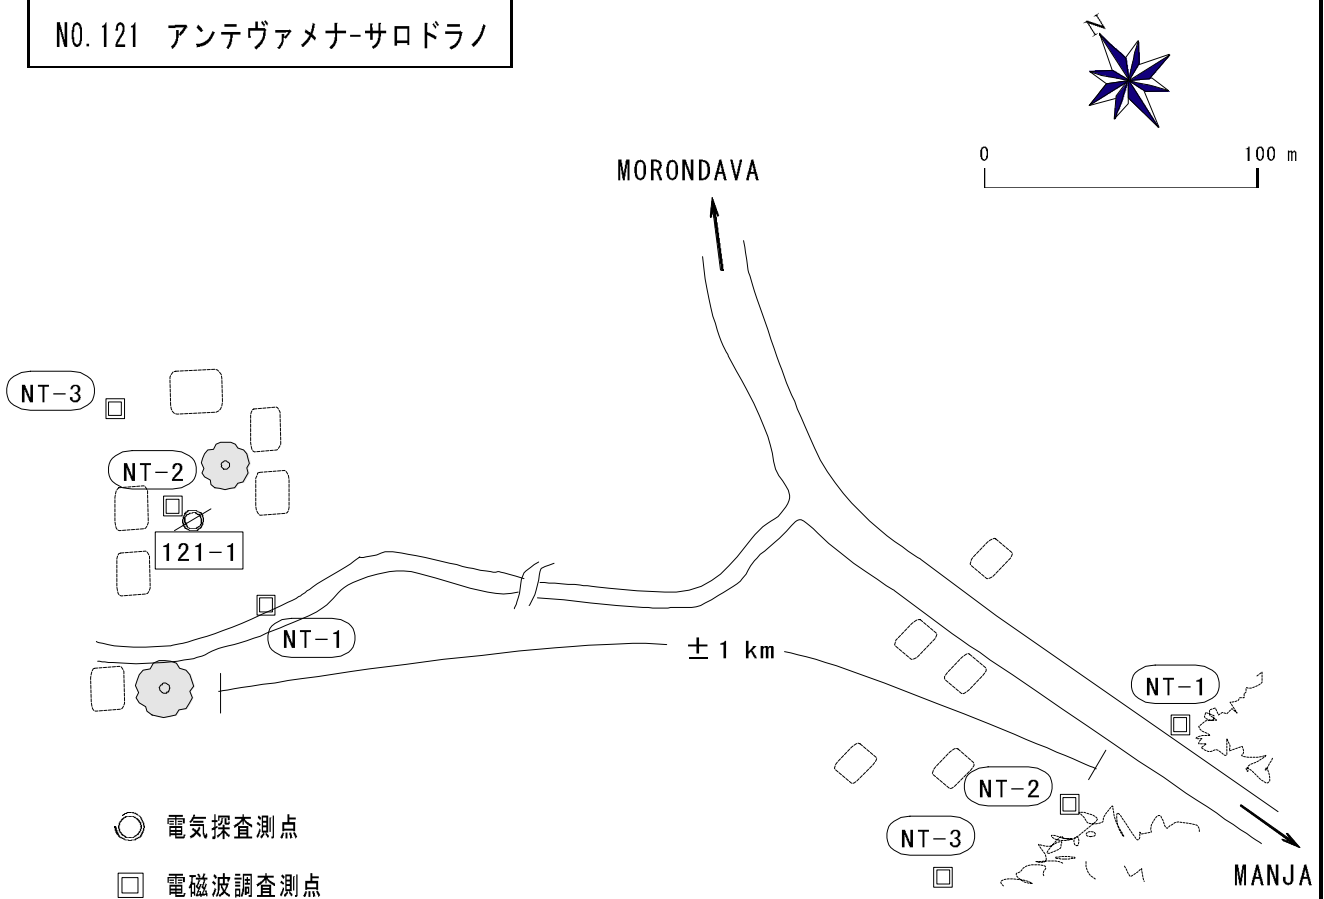 NO.121 アンテヴァメナ-サロドラノ
N
0 100 m
MORONDAVA
NT-3
NT-2
121-1
NT-1
±1 km
NT-1
NT-2
NT-3
MANJA
電気探査測点
電磁波調査測点